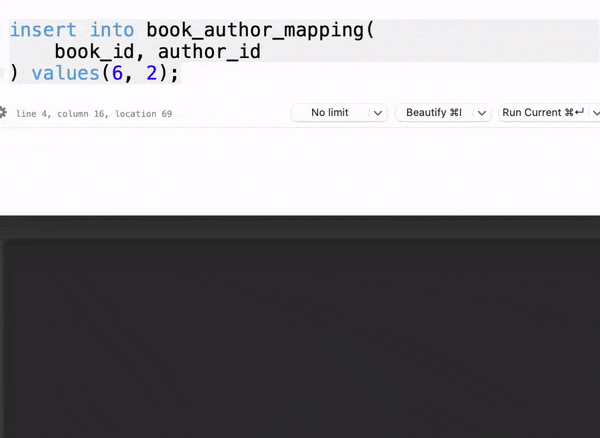 insert into book_author_mapping(
    book_id, author_id
) values(6, 2);
line 4, column 16, location 69
No limit
Beautify ⌘I
Run Current ⌘↵